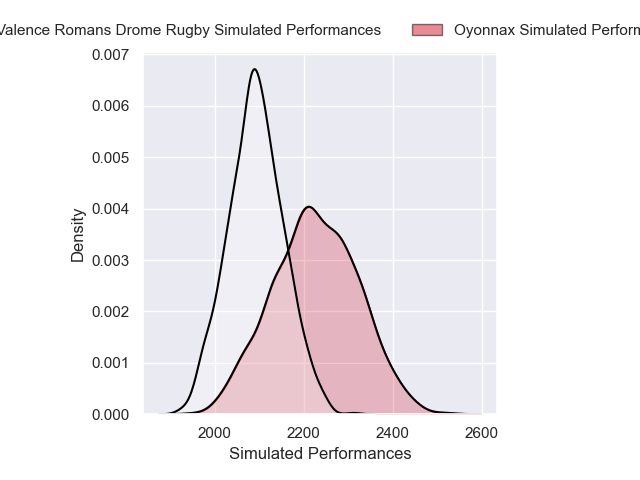 Valence Romans Drome Rugby Simulated Performances
Oyonnax Simulated
0.007
0.006
0.005
0.004
0.003
0.002
0.001
0.000
Density
2000 2200 2400 2600
Simulated Performances